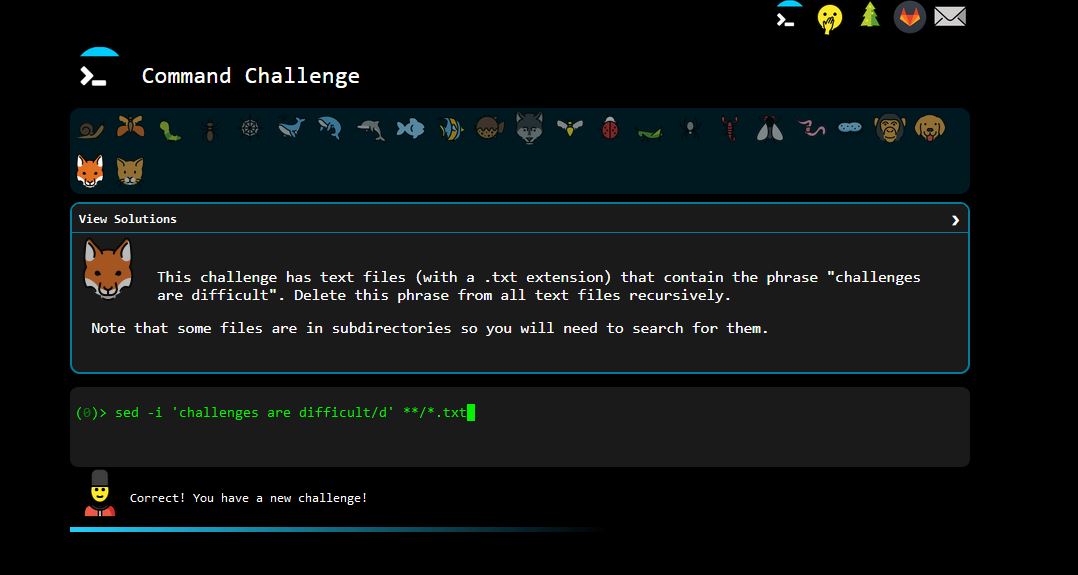 Command Challenge
View Solutions
This challenge has text files (with a .txt extension) that contain the phrase "challenges
are difficult". Delete this phrase from all text files recursively.
Note that some files are in subdirectories so you will need to search for them.
(0)> sed -i 'challenges are difficult/d' **/*.txt
Correct! You have a new challenge!